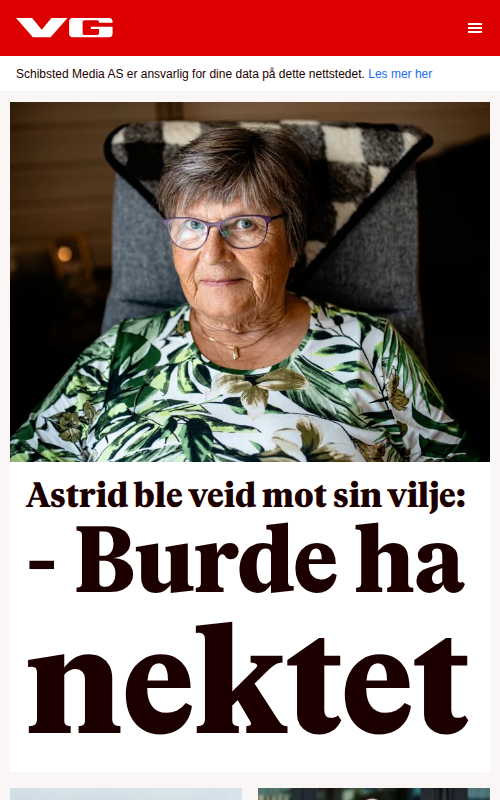 VG
Schibsted Media AS er ansvarlig for dine data på dette nettstedet. Les mer her
Astrid ble veid mot sin vilje:
- Burde ha
nektet